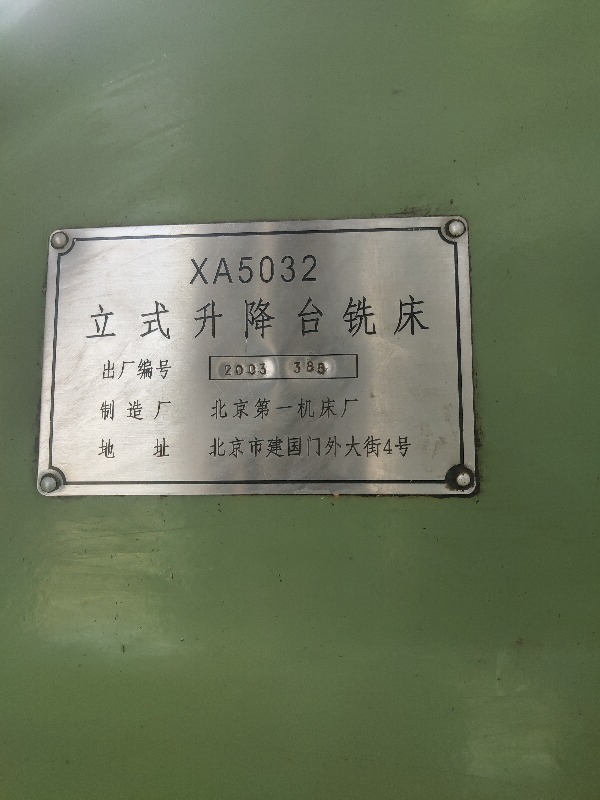 XA5032
立式升降台铣床
出厂编号 2003 388
制造厂 北京第一机床厂
地址 北京市建国门外大街4号